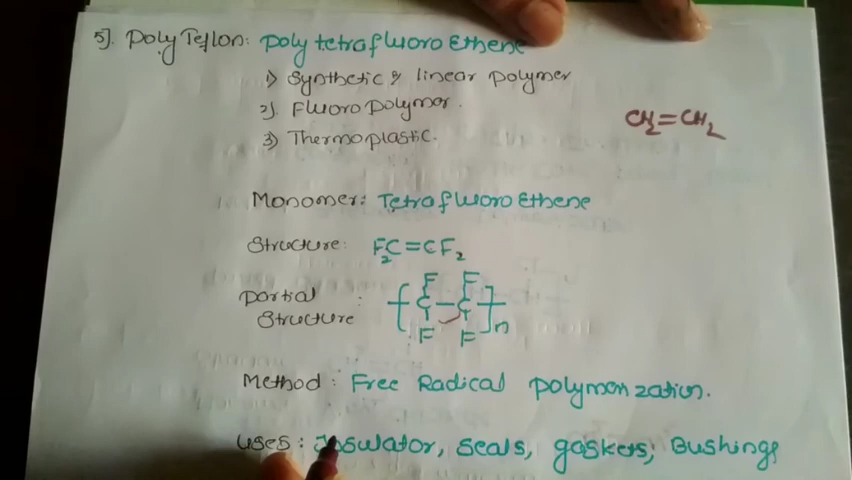 5]. Poly Teflon: Poly tetrafluoro Ethene
1) Synthetic & linear polymer
2). Fluoro polymer.
3) Thermoplastic.
CH2=CH2
Monomer: Tetrafluoro Ethene
Structure: F2C=CF2
F F
Partial : [C-C]n
Structure
F F
Method: Free Radical polymerization.
Uses: Insulator, seals, gaskets, Bushings